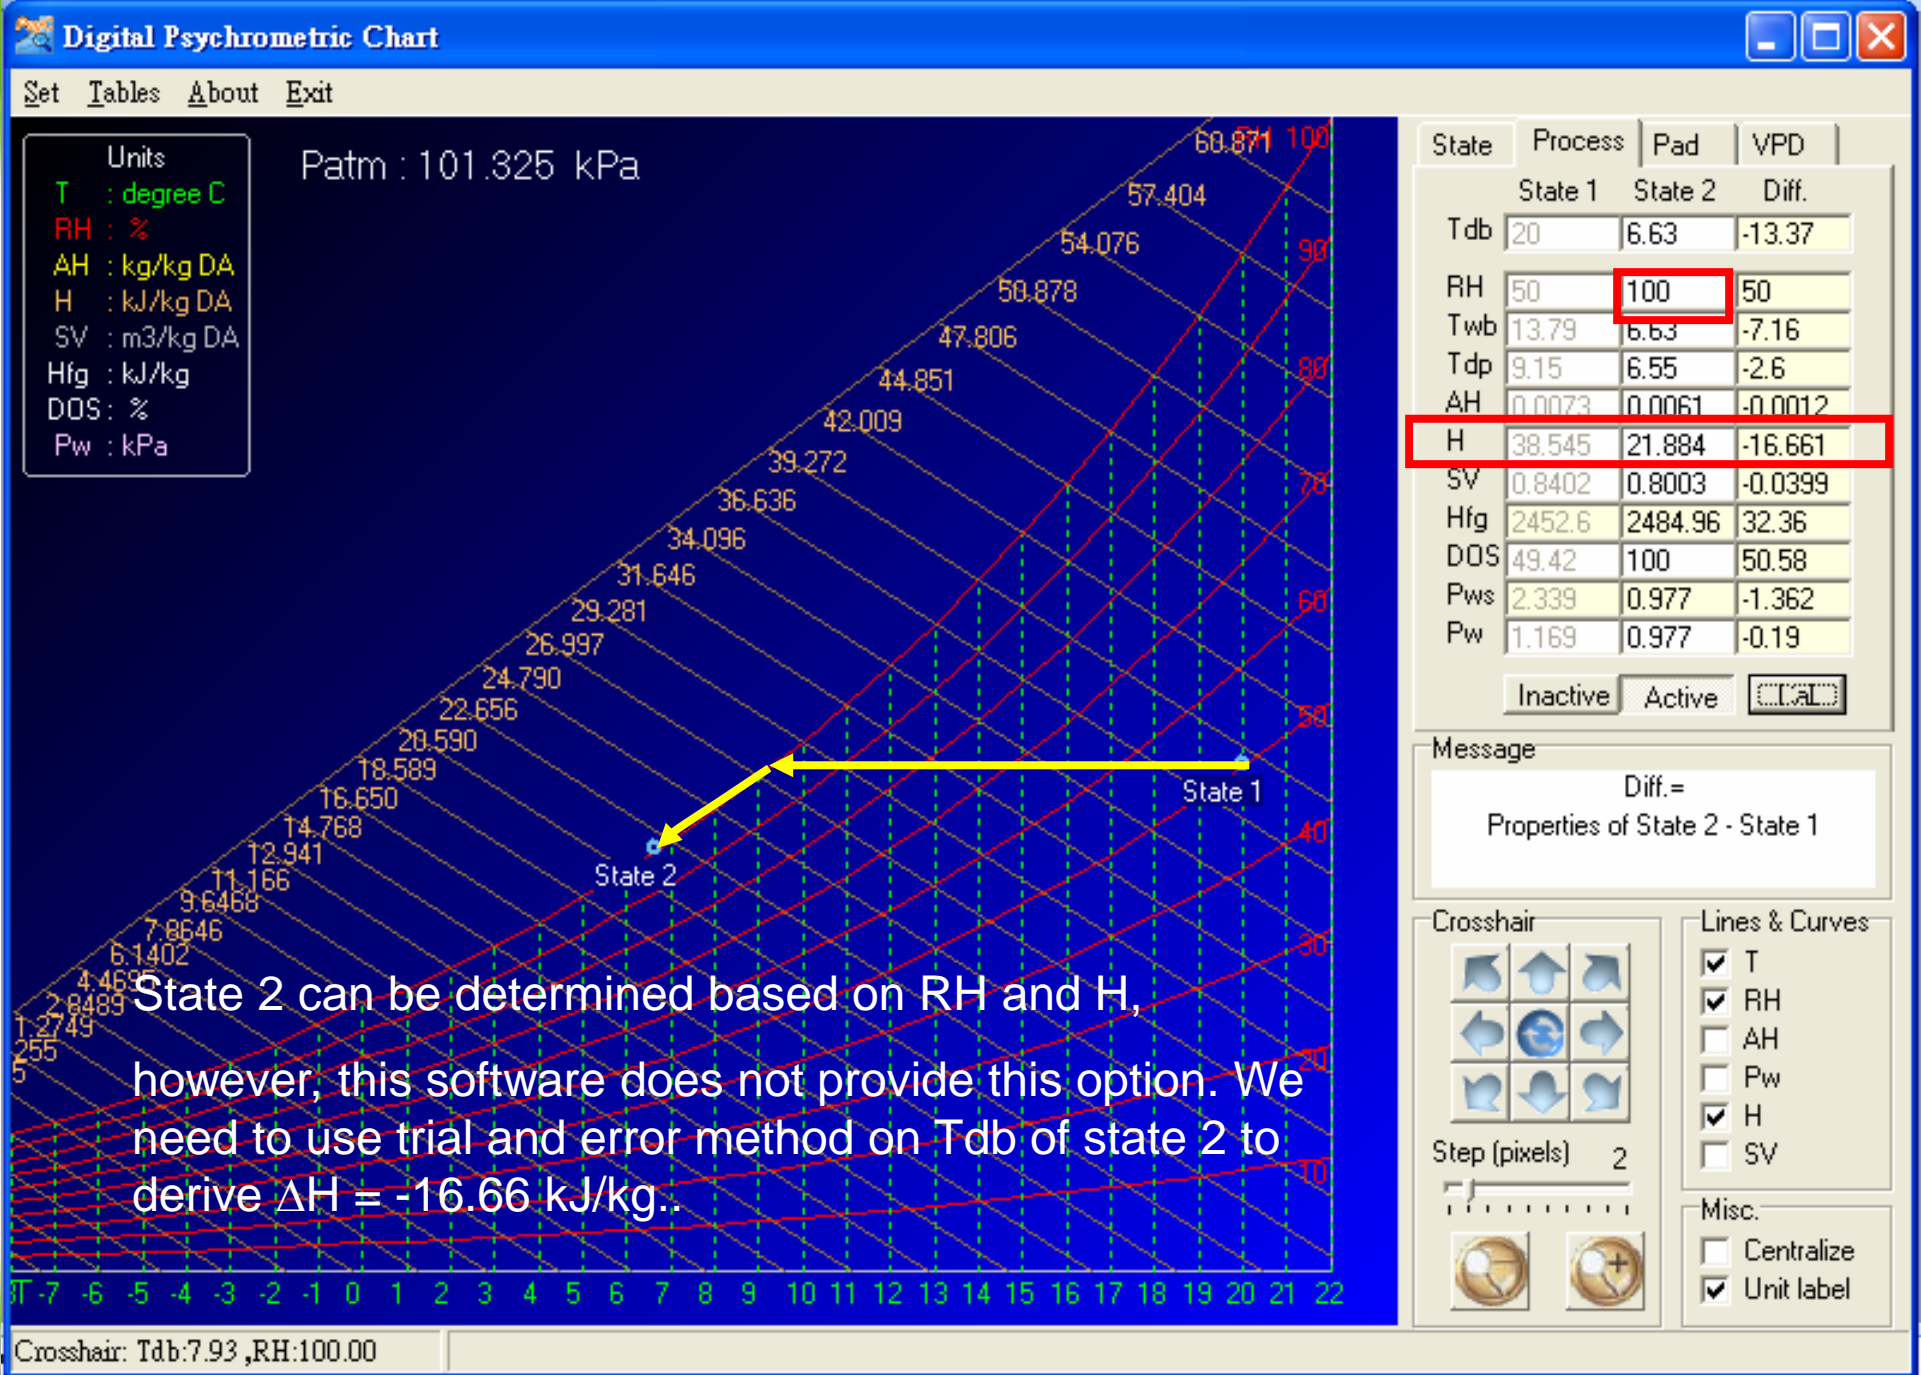 Digital Psychrometric Chart
Set Tables About Exit
Units
T : degree C
RH : %
AH : kg/kg DA
H : kJ/kg DA
SV : m3/kg DA
Hfg : kJ/kg
DOS : %
Pw : kPa
Patm : 101.325 kPa
60.871
RH 100
57.404
54.076
90
50.878
47.806
80
44.851
42.009
39.272
70
36.636
34.096
31.646
60
29.281
26.997
24.790
22.656
50
20.590
18.589
16.650
14.768
40
12.941
11.166
9.6468
7.8646
30
6.1402
4.4695
2.8489
1.2749
20
10
State 1
State 2
State 2 can be determined based on RH and H,
however, this software does not provide this option. We
need to use trial and error method on Tdb of state 2 to
derive ΔH = -16.66 kJ/kg..
-7 -6 -5 -4 -3 -2 -1 0 1 2 3 4 5 6 7 8 9 10 11 12 13 14 15 16 17 18 19 20 21 22
State Process Pad VPD
State 1 State 2 Diff.
Tdb 20 6.63 -13.37
RH 50 100 50
Twb 13.79 6.63 -7.16
Tdp 9.15 6.55 -2.6
AH 0.0073 0.0061 -0.0012
H 38.545 21.884 -16.661
SV 0.8402 0.8003 -0.0399
Hfg 2452.6 2484.96 32.36
DOS 49.42 100 50.58
Pws 2.339 0.977 -1.362
Pw 1.169 0.977 -0.19
Inactive Active Cal
Message
Diff.=
Properties of State 2 - State 1
Crosshair
Step (pixels) 2
Lines & Curves
T
RH
AH
Pw
H
SV
Misc.
Centralize
Unit label
Crosshair: Tdb:7.93 ,RH:100.00